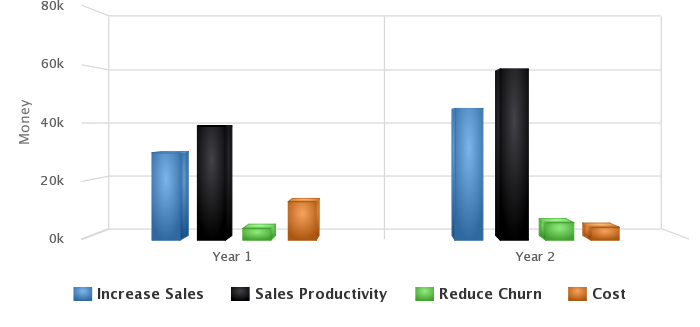 80k
60k
Money
40k
20k
0k
Year 1 Year 2
Increase Sales Sales Productivity Reduce Churn Cost